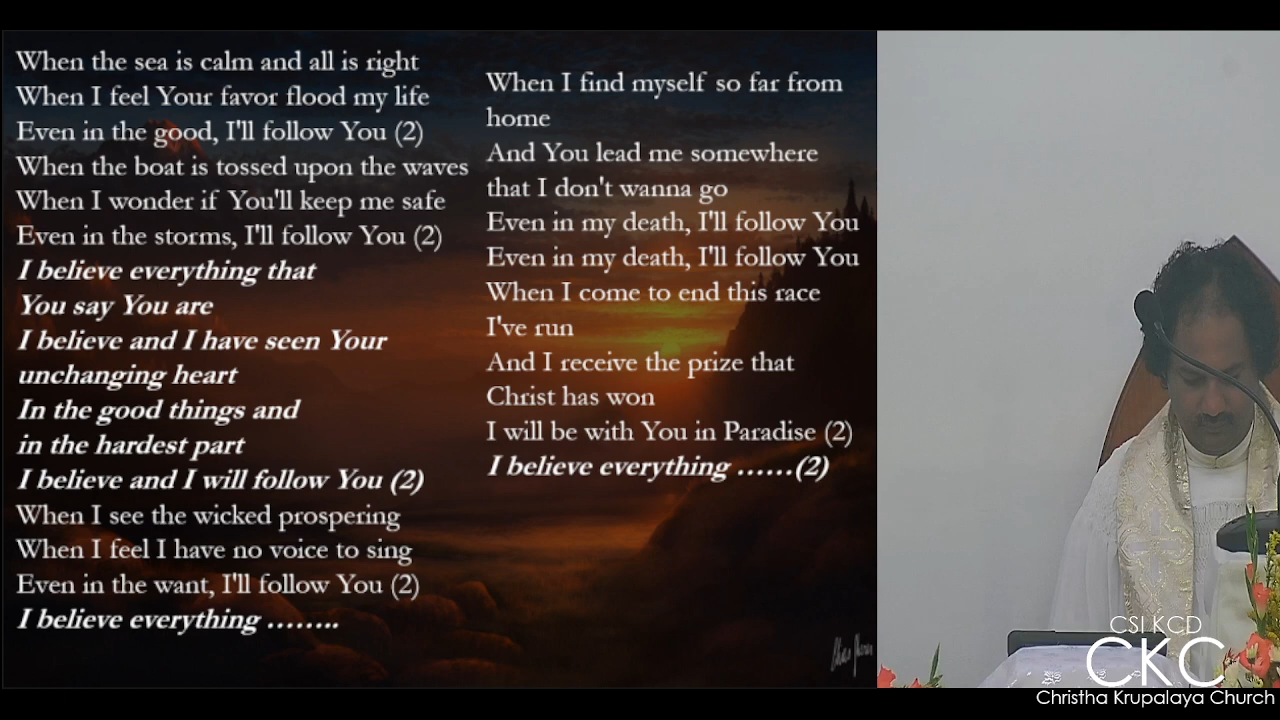 When the sea is calm and all is right
When I feel Your favor flood my life
Even in the good, I'll follow You (2)
When the boat is tossed upon the waves
When I wonder if You'll keep me safe
Even in the storms, I'll follow You (2)
I believe everything that
You say You are
I believe and I have seen Your
unchanging heart
In the good things and
in the hardest part
I believe and I will follow You (2)
When I see the wicked prospering
When I feel I have no voice to sing
Even in the want, I'll follow You (2)
I believe everything ........
When I find myself so far from
home
And You lead me somewhere
that I don't wanna go
Even in my death, I'll follow You
Even in my death, I'll follow You
When I come to end this race
I've run
And I receive the prize that
Christ has won
I will be with You in Paradise (2)
I believe everything ......(2)
CSI KCD
CKC
Christha Krupalaya Church